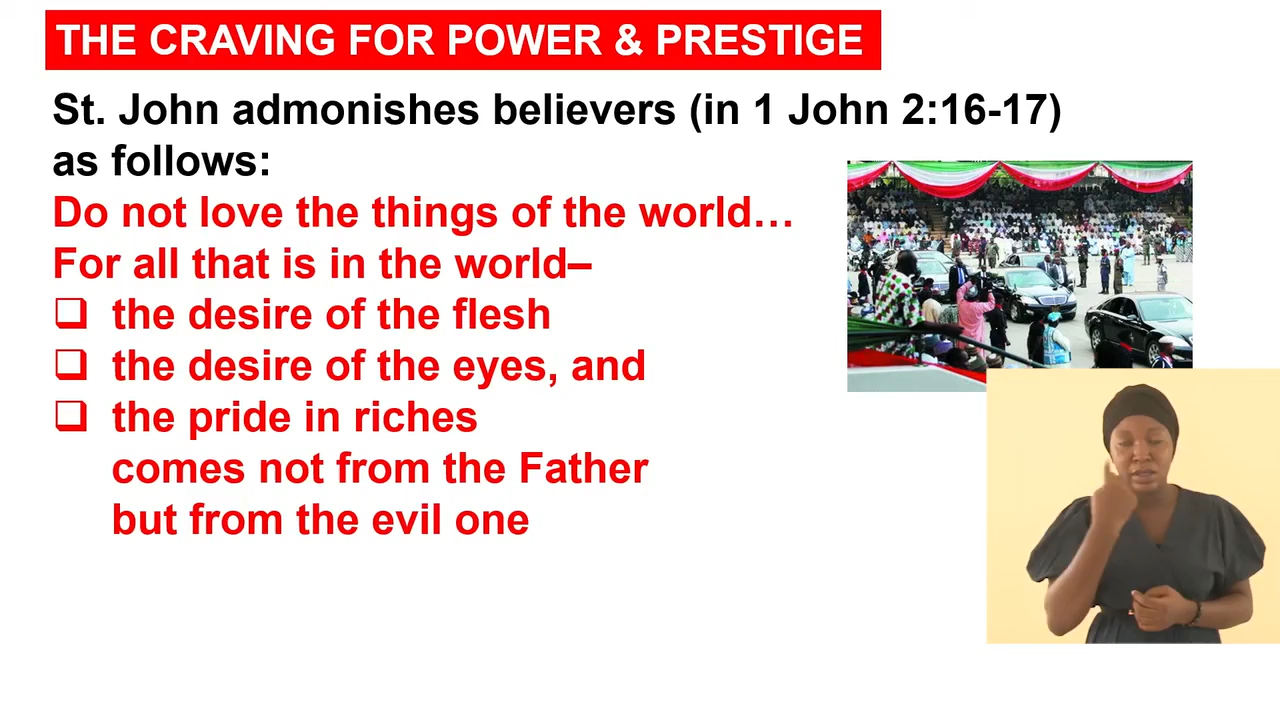 THE CRAVING FOR POWER & PRESTIGE
St. John admonishes believers (in 1 John 2:16-17)
as follows:
Do not love the things of the world…
For all that is in the world–
❑ the desire of the flesh
❑ the desire of the eyes, and
❑ the pride in riches
comes not from the Father
but from the evil one